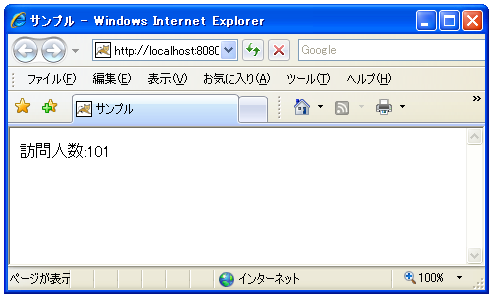 サンプル - Windows Internet Explorer
http://localhost:8080
Google
ファイル(F) 編集(E) 表示(V) お気に入り(A) ツール(T) ヘルプ(H)
サンプル
訪問人数:101
ページが表示 インターネット 100%